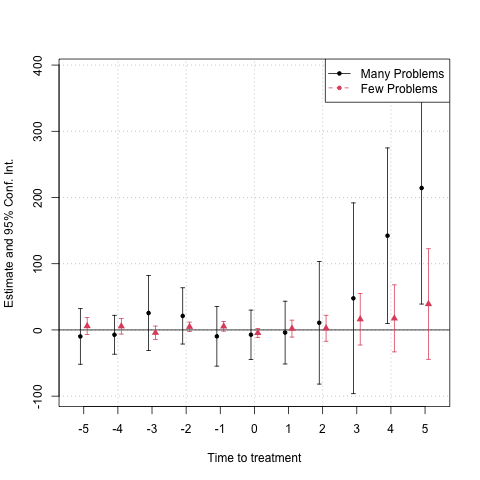 Many Problems
Few Problems
Estimate and 95% Conf. Int.
400
300
200
100
0
-100
-5 -4 -3 -2 -1 0 1 2 3 4 5
Time to treatment